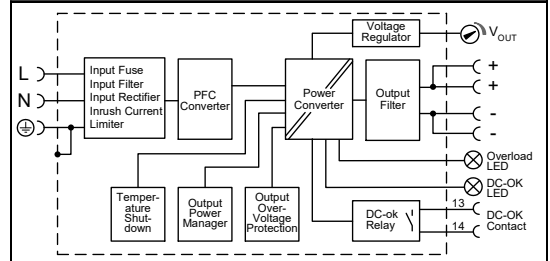 Voltage
Regulator
VOUT
L
N
Input Fuse
Input Filter
Input Rectifier
Inrush Current
Limiter
PFC
Converter
Power
Converter
Output
Filter
+
+
-
-
Overload
LED
DC-OK
LED
Temper-
ature
Shut-
down
Output
Power
Manager
Output
Over-
Voltage
Protection
DC-ok
Relay
13
14
DC-OK
Contact